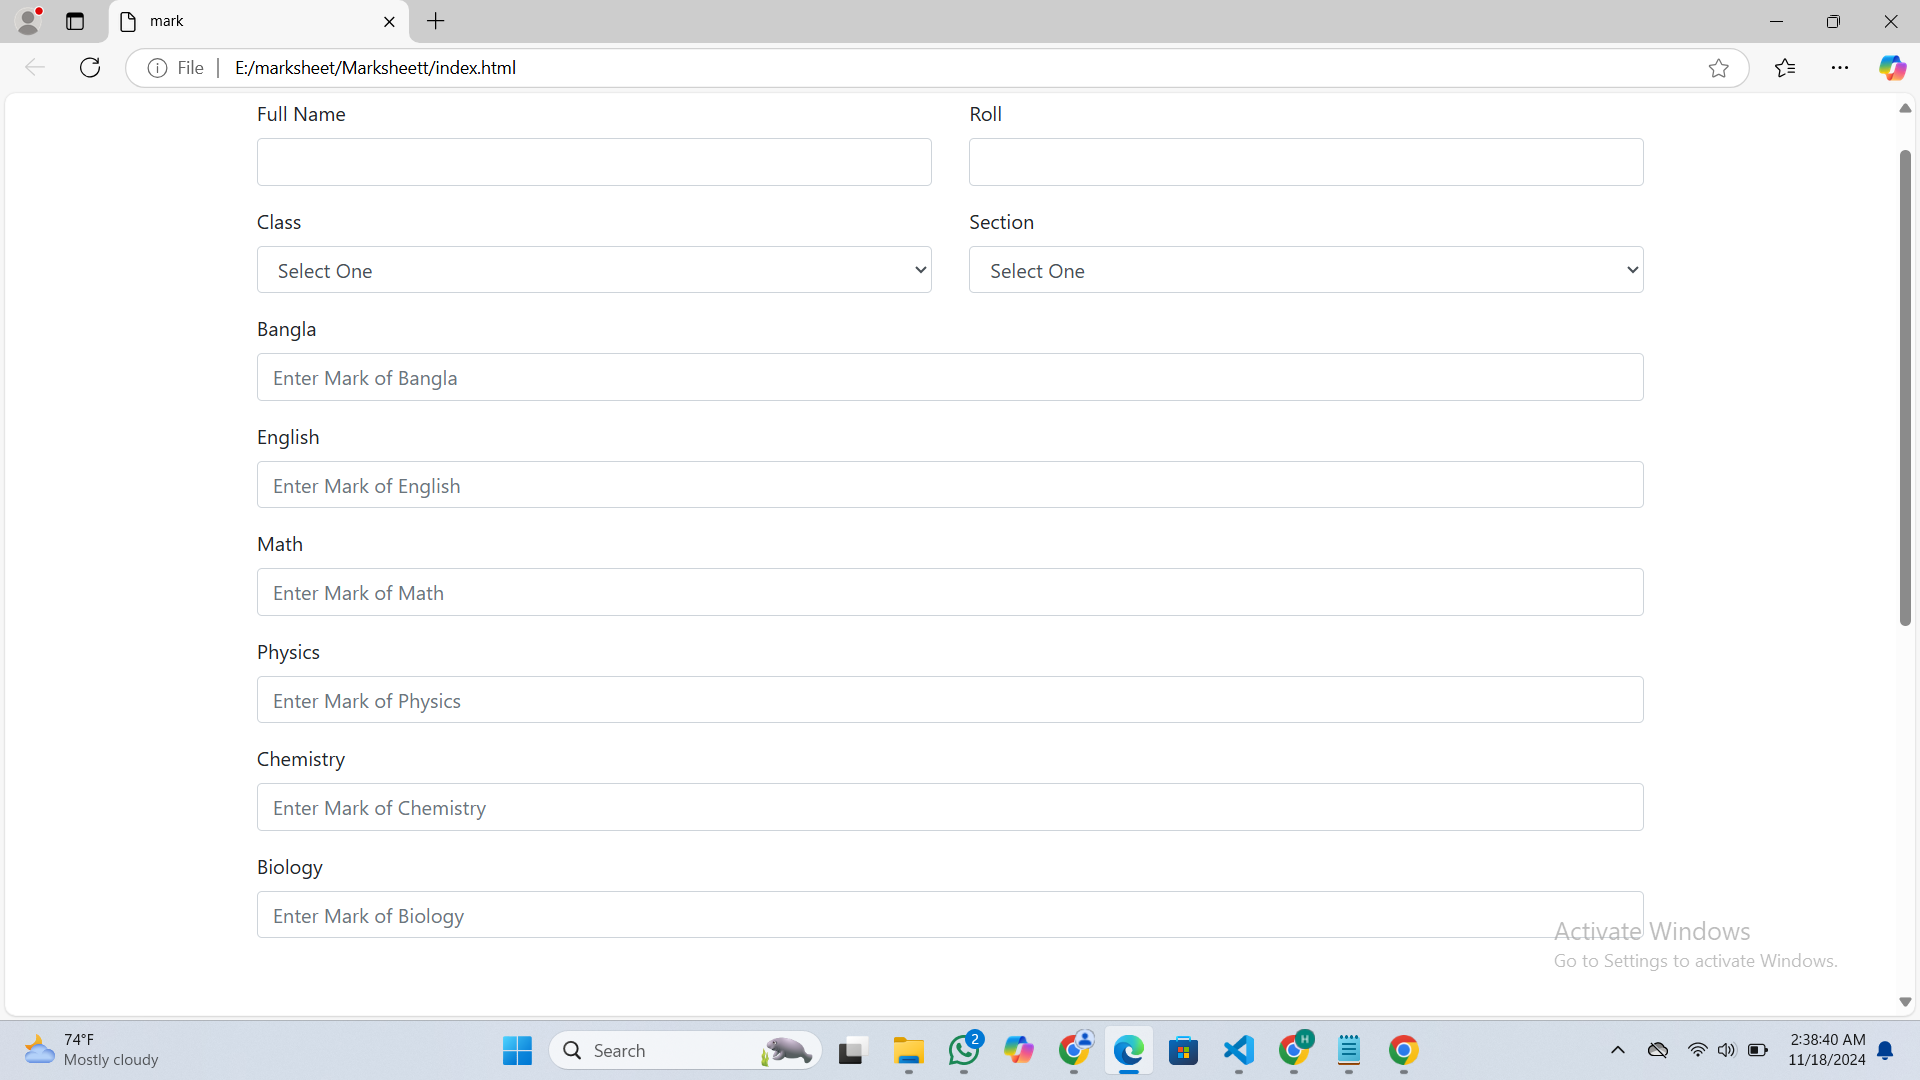 mark
File
E:/marksheet/Marksheett/index.html
Full Name
Roll
Class
Section
Select One
Select One
Bangla
Enter Mark of Bangla
English
Enter Mark of English
Math
Enter Mark of Math
Physics
Enter Mark of Physics
Chemistry
Enter Mark of Chemistry
Biology
Enter Mark of Biology
Activate Windows
Go to Settings to activate Windows.
74°F
Mostly cloudy
Search
2
H
2:38:40 AM
11/18/2024